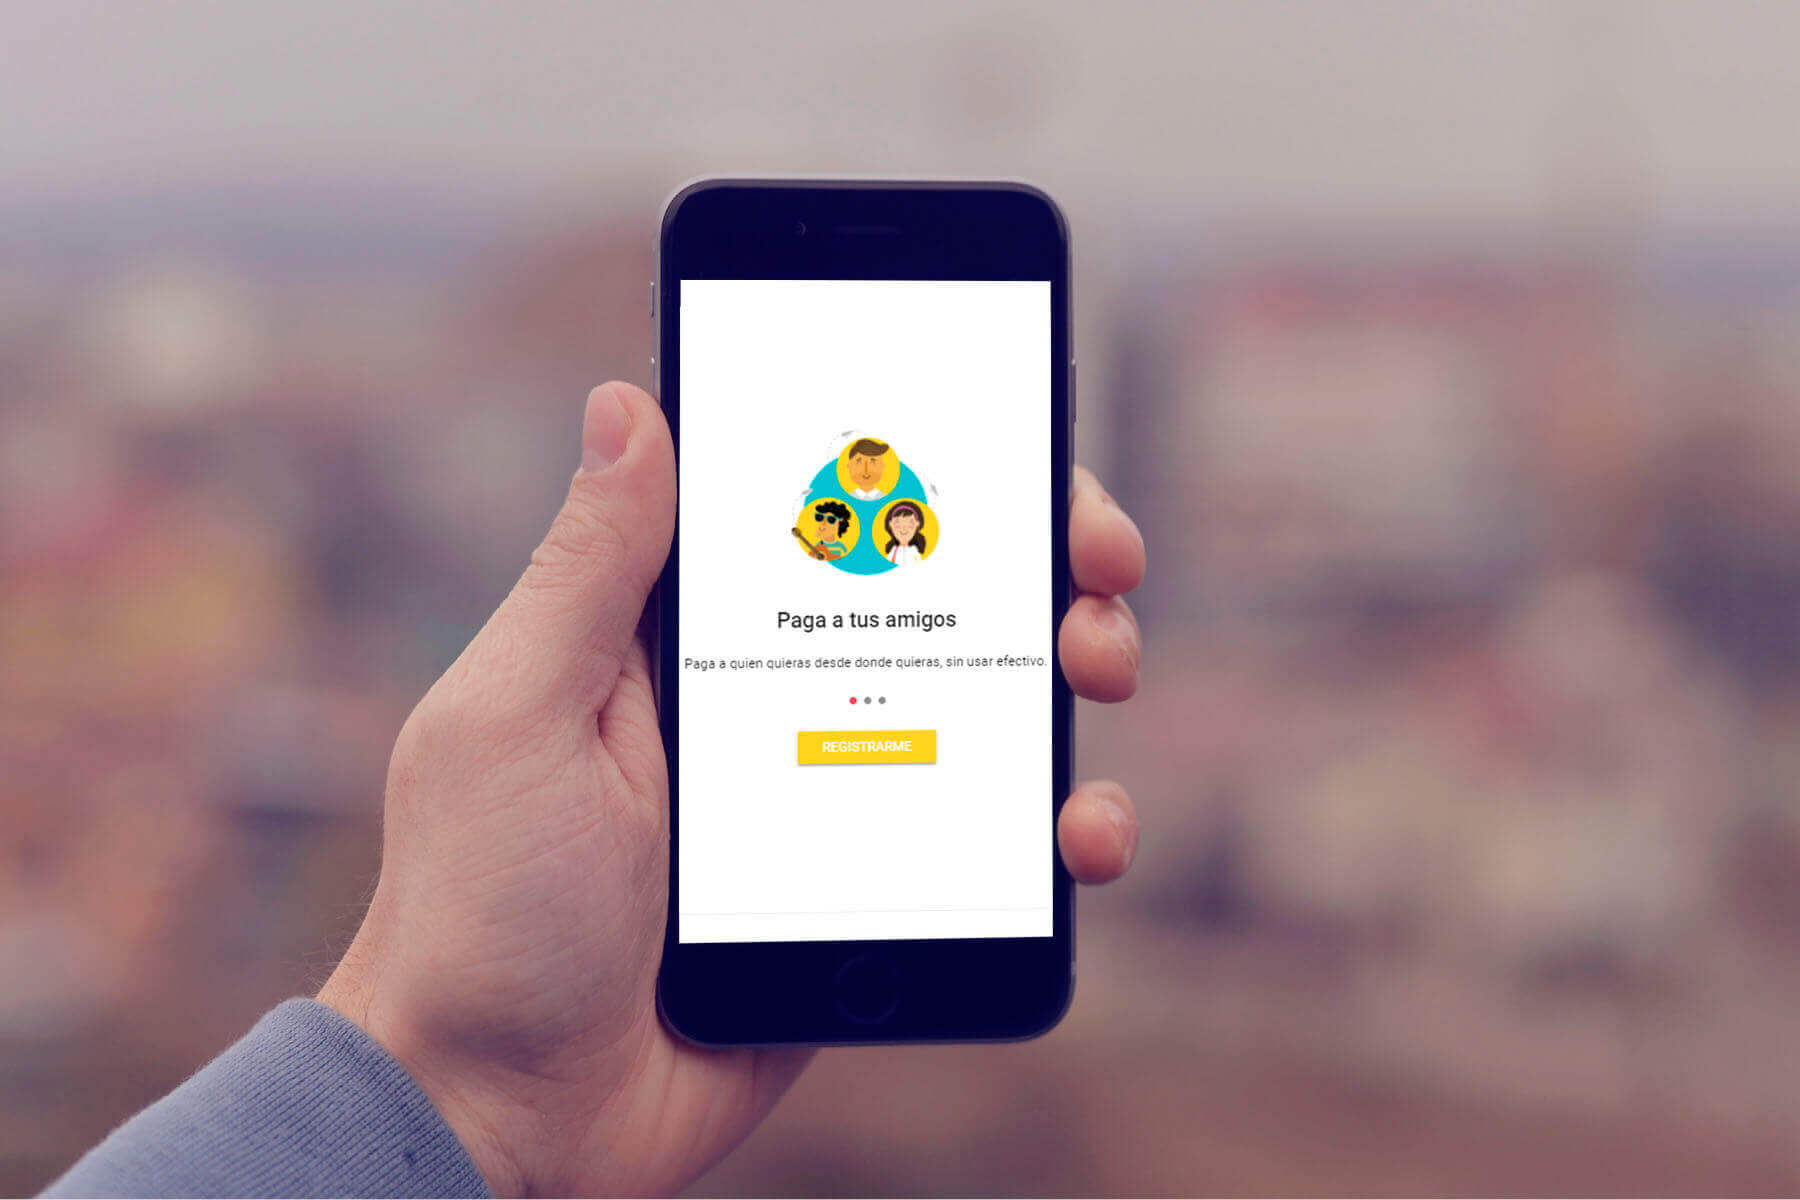 Paga a tus amigos
Paga a quien quieras desde donde quieras, sin usar efectivo.
REGISTRARME